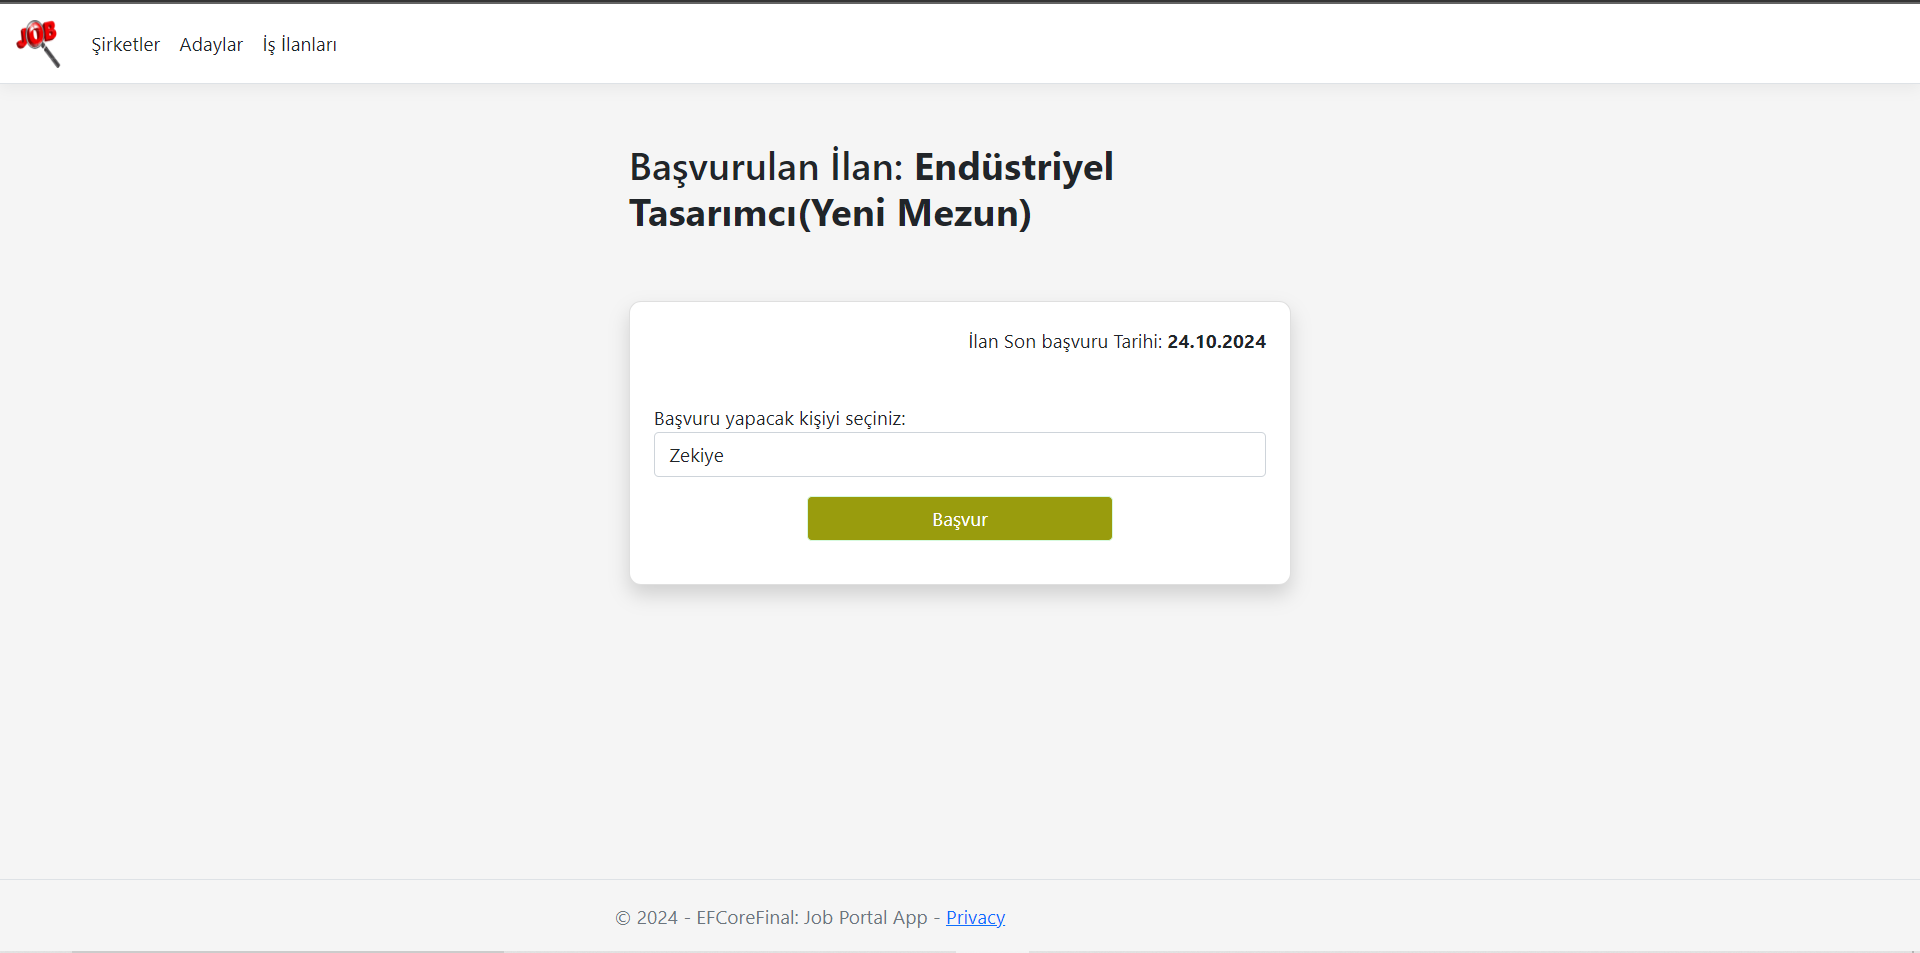 JOB
Şirketler Adaylar İş İlanları
Başvurulan İlan: Endüstriyel
Tasarımcı(Yeni Mezun)
İlan Son başvuru Tarihi: 24.10.2024
Başvuru yapacak kişiyi seçiniz:
Zekiye
Başvur
© 2024 - EFCoreFinal: Job Portal App - Privacy